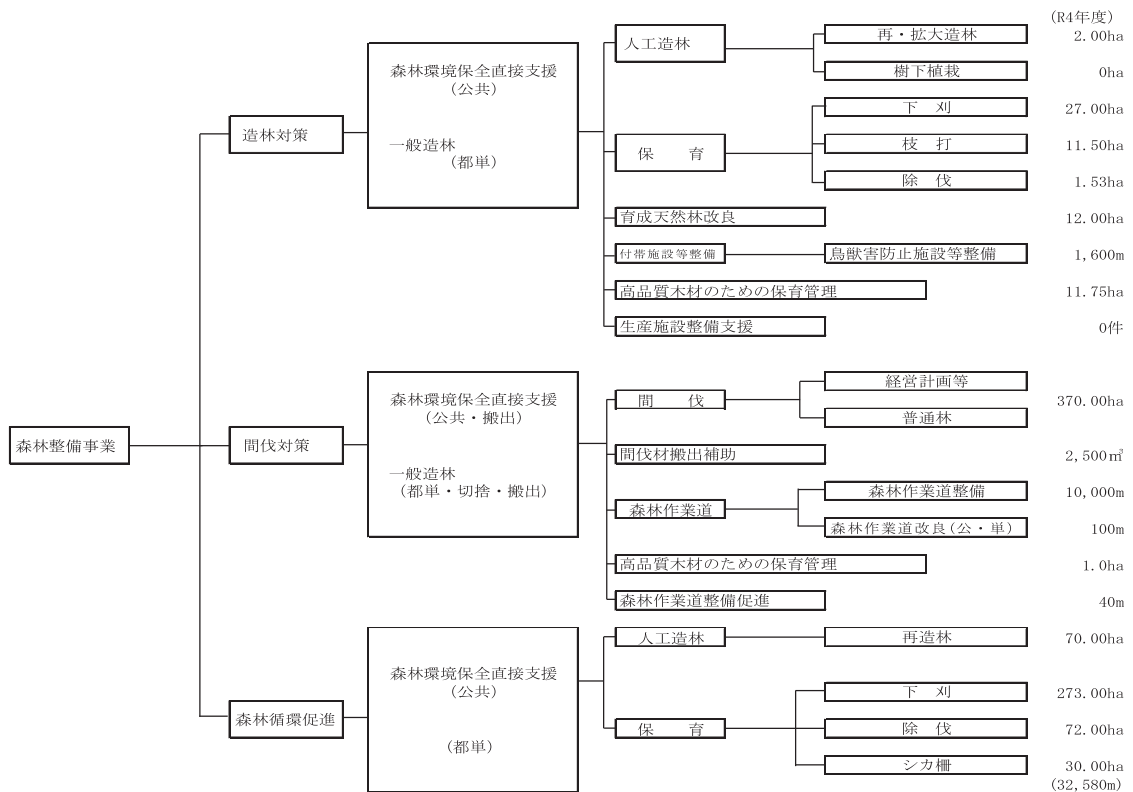 (R4年度)
人工造林
再・拡大造林
2.00ha
樹下植栽
0ha
森林環境保全直接支援
(公共)
一般造林
(都単)
造林対策
保　育
下　刈
27.00ha
枝　打
11.50ha
除　伐
1.53ha
育成天然林改良
12.00ha
付帯施設等整備
鳥獣害防止施設等整備
1,600m
高品質木材のための保育管理
11.75ha
生産施設整備支援
0件
森林整備事業
間伐対策
森林環境保全直接支援
(公共・搬出)
一般造林
(都単・切捨・搬出)
間　伐
経営計画等
普通林
370.00ha
間伐材搬出補助
2,500㎥
森林作業道
森林作業道整備
10,000m
森林作業道改良(公・単)
100m
高品質木材のための保育管理
1.0ha
森林作業道整備促進
40m
森林循環促進
森林環境保全直接支援
(公共)
(都単)
人工造林
再造林
70.00ha
保　育
下　刈
273.00ha
除　伐
72.00ha
シカ柵
30.00ha
(32,580m)